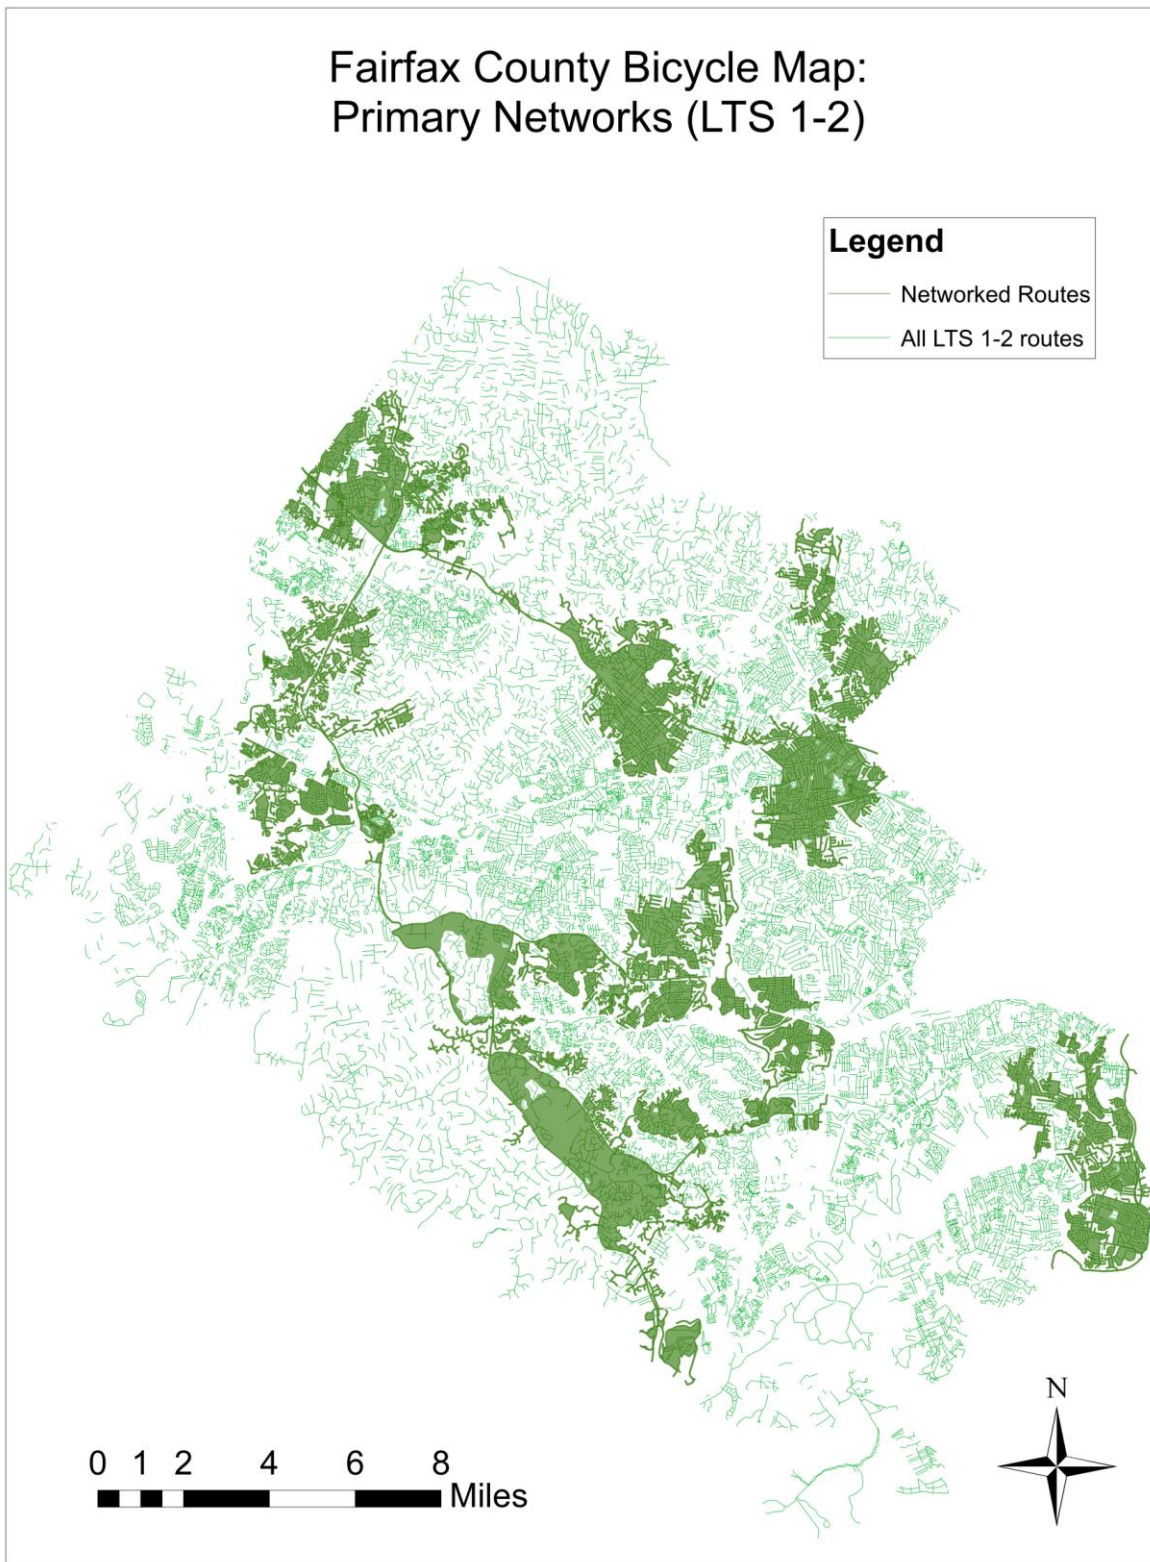 Fairfax County Bicycle Map:
Primary Networks (LTS 1-2)
Legend
Networked Routes
All LTS 1-2 routes
N
0 1 2 4 6 8
Miles